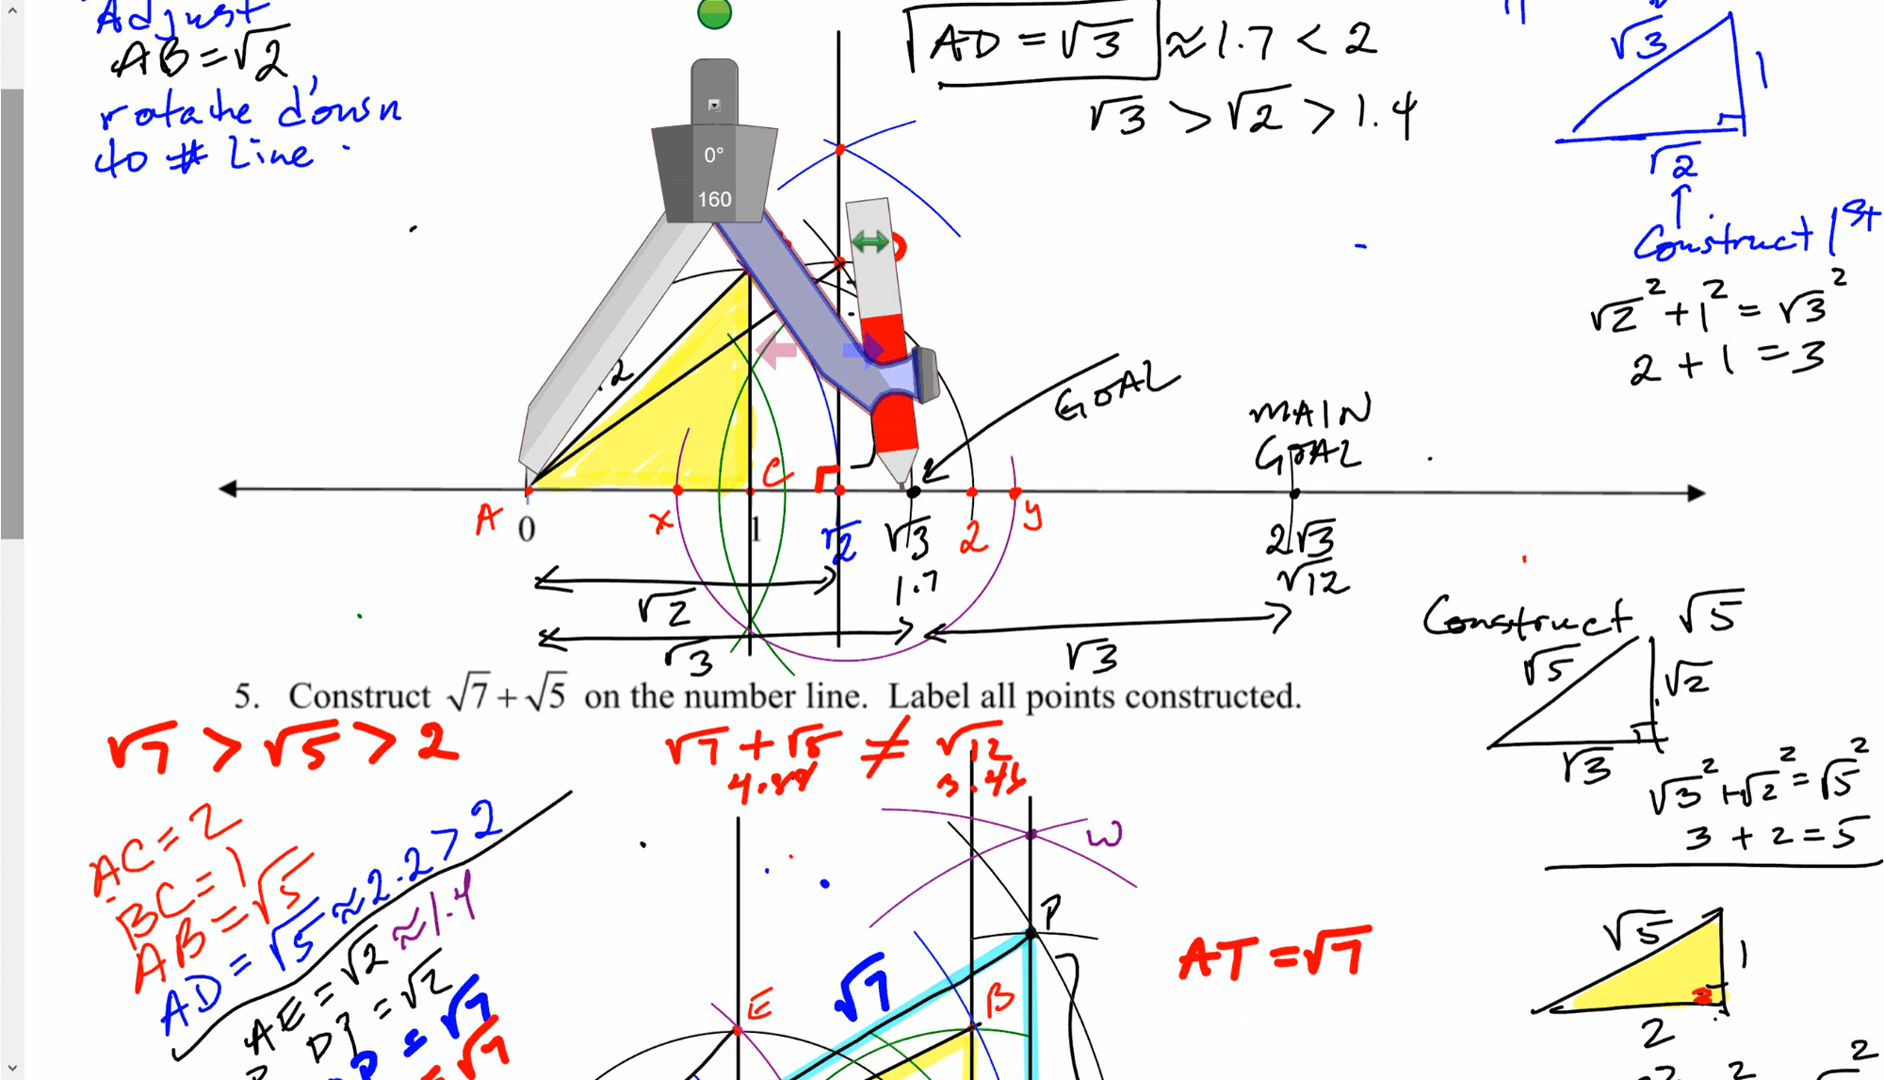 Adjust
AB = √2
rotate down
to # Line
AD = √3 ≈ 1.7 < 2
√3 > √2 > 1.4
√3
1
√2
Construct 1st
√2² + 1² = √3²
2 + 1 = 3
0°
160
GOAL
MAIN
GOAL
A
0
x
C
1
√2
√3
1.7
2
y
2√3
√12
√2
√3
√3
Construct √5
√5
√2
√3
√3² + √2² = √5²
3 + 2 = 5
5. Construct √7 + √5 on the number line. Label all points constructed.
√7 > √5 > 2
√7 + √5 ≠ √12
3.46
AC = 2
BC = 1
AB = √5
AD = √5 ≈ 2.2 > 2
AE = √2 ≈ 1.4
= √2
= √7
= √7
W
P
E
B
√7
AT = √7
√5
1
2